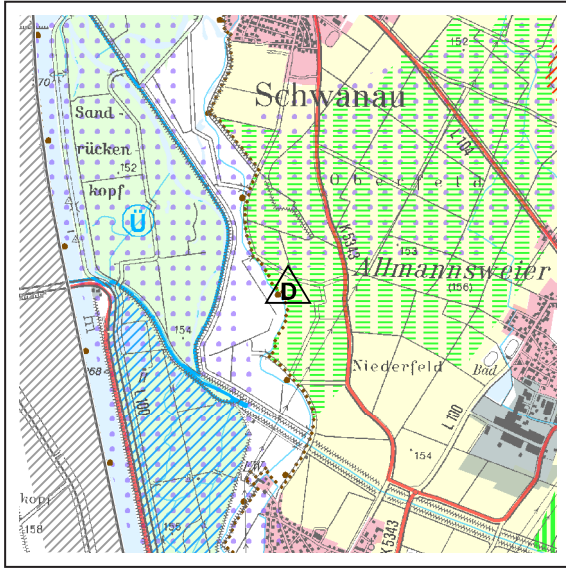 152
70
Schwanau
L 104
Sand-
rücken
152
kopf
Oberfeld
Ü
K 5343
153
Allmannsweier
(156)
D
154
Niederfeld
Bad
68
L 100
L 100
154
kopf
158
155
K 5343